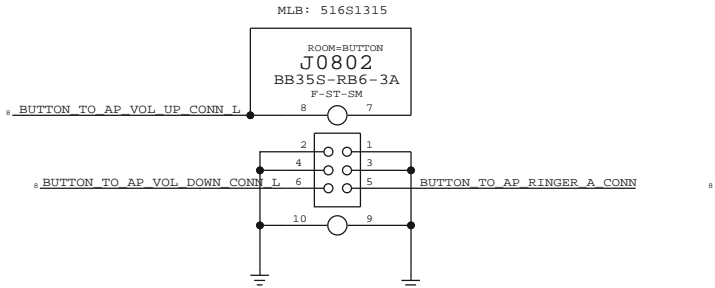 MLB: 516S1315
ROOM=BUTTON
J0802
BB35S-RB6-3A
F-ST-SM
8 BUTTON_TO_AP_VOL_UP_CONN_L 8 7
2 1
4 3
8 BUTTON_TO_AP_VOL_DOWN_CONN_L 6 5 BUTTON_TO_AP_RINGER_A_CONN 8
10 9